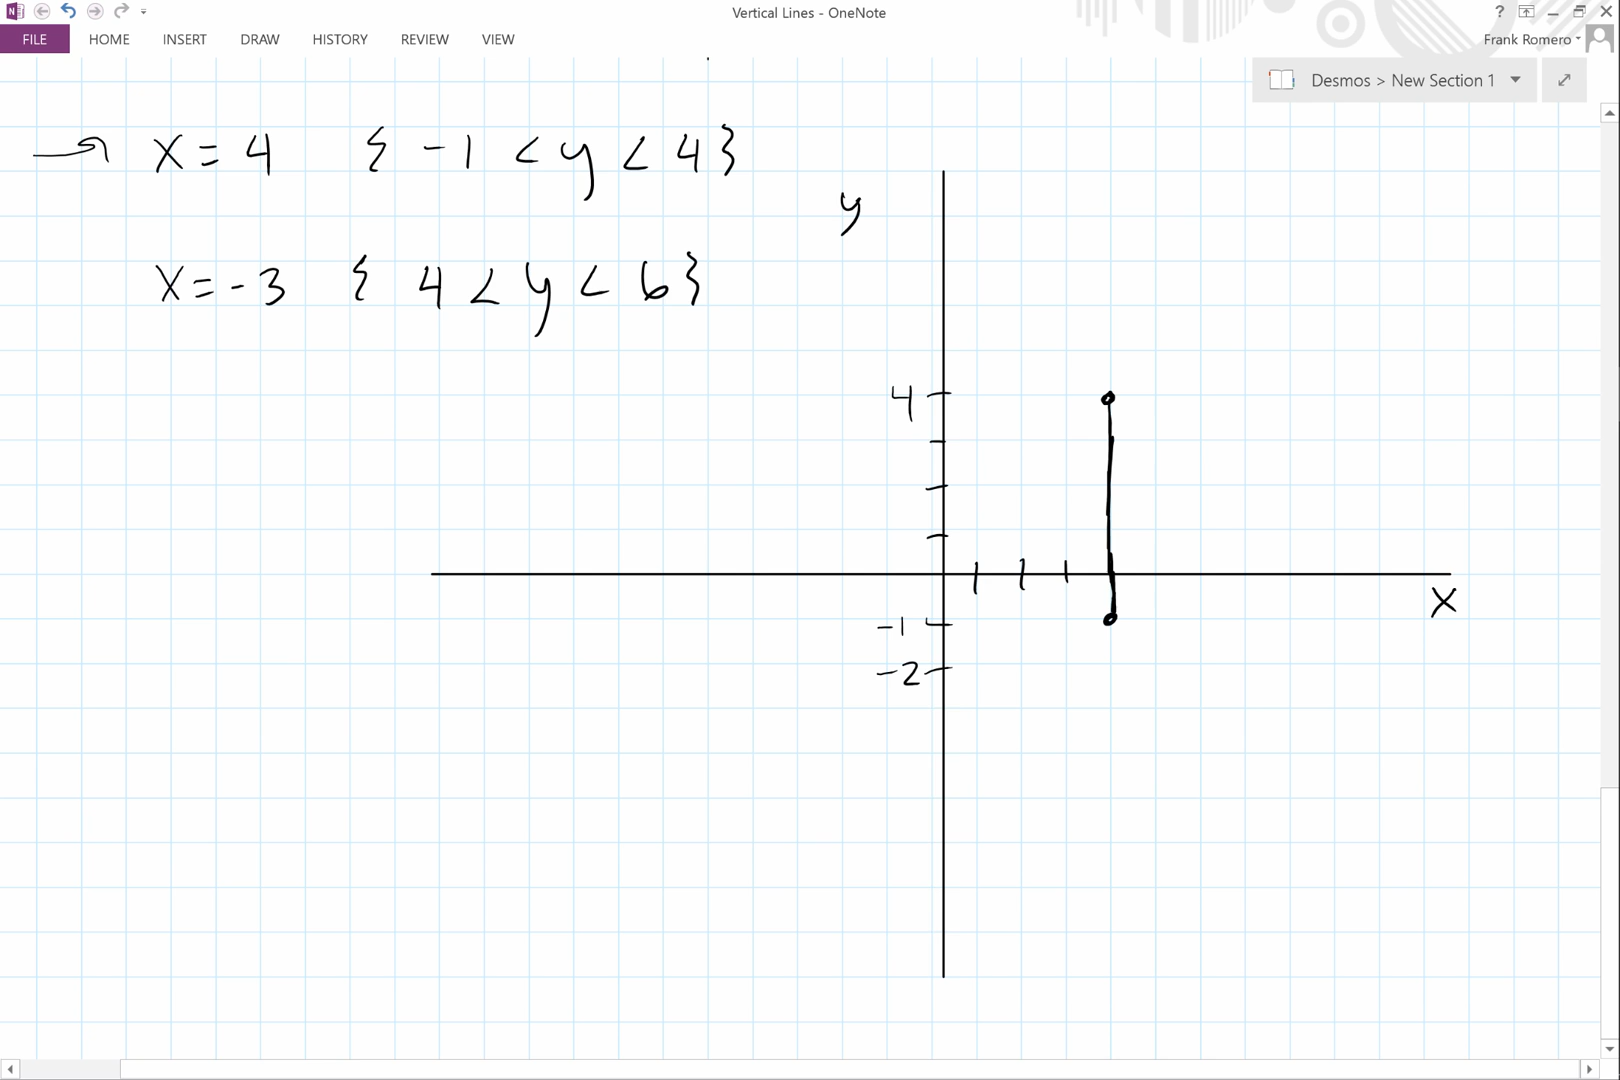 Vertical Lines - OneNote
?
FILE HOME INSERT DRAW HISTORY REVIEW VIEW
Frank Romero
Desmos > New Section 1
x = 4 { -1 < y < 4 }
y
x = -3 { 4 < y < 6 }
4
x
-1
-2